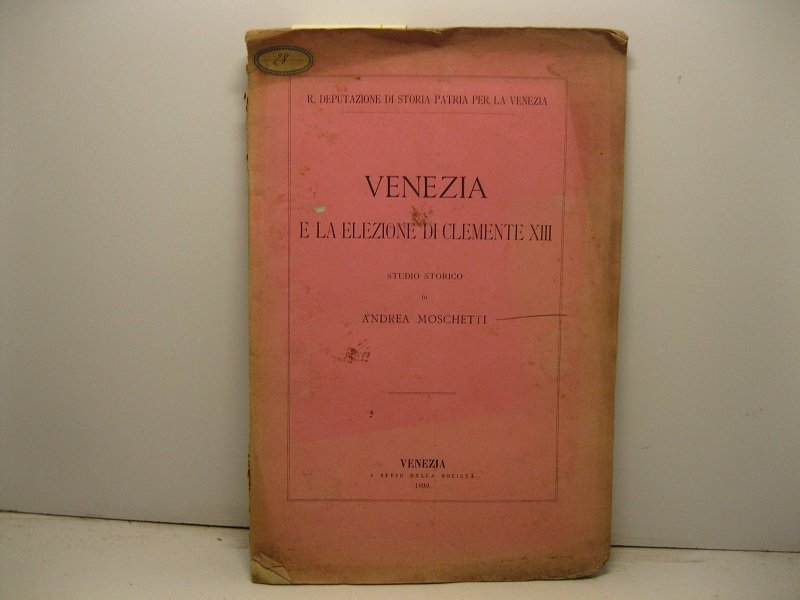 28
R. DEPUTAZIONE DI STORIA PATRIA PER LA VENEZIA
VENEZIA
E LA ELEZIONE DI CLEMENTE XIII
STUDIO STORICO
DI
ANDREA MOSCHETTI
VENEZIA
A SPESE DELLA SOCIETÀ
1890.